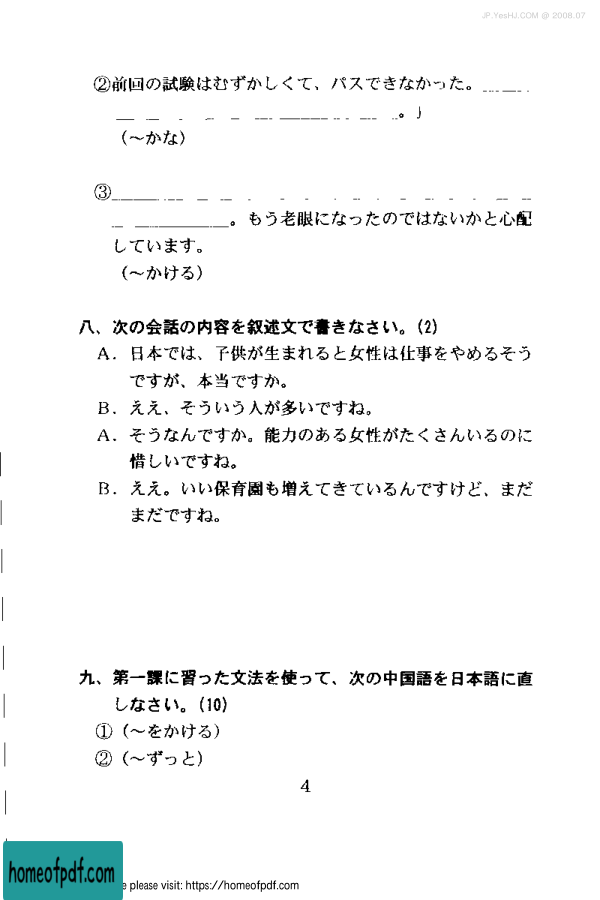 JP.YesHJ.COM @ 2008.07
②前回の試験はむずかしくて、パスできなかった。
。」
（～かな）
③
。もう老眼になったのではないかと心配
しています。
（～かける）
八、次の会話の内容を叙述文で書きなさい。(2)
A．日本では、子供が生まれると女性は仕事をやめるそう
ですが、本当ですか。
B．ええ、そういう人が多いですね。
A．そうなんですか。能力のある女性がたくさんいるのに
惜しいですね。
B．ええ。いい保育園も増えてきているんですけど、まだ
まだですね。
九、第一課に習った文法を使って、次の中国語を日本語に直
しなさい。(10)
①（～をかける）
②（～ずっと）
4
homeofpdf.com
e please visit: https://homeofpdf.com